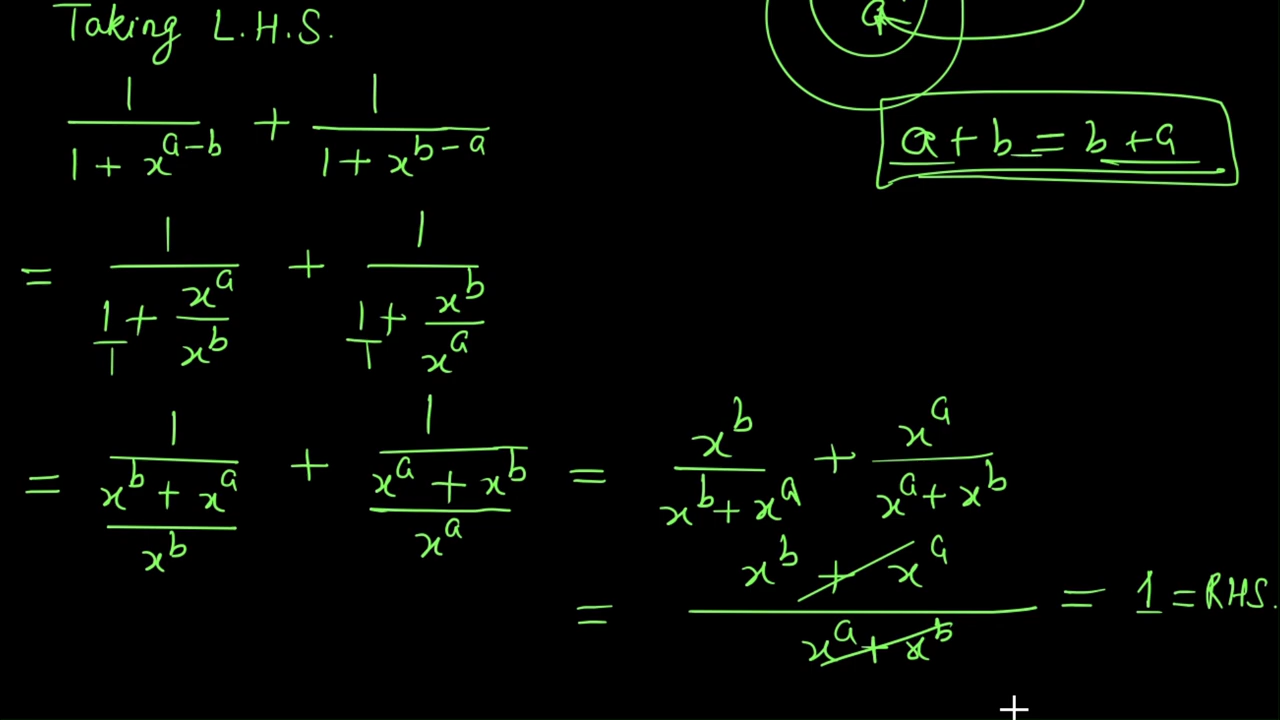 Taking L.H.S.
a
a + b = b + a
1/(1 + x^(a-b)) + 1/(1 + x^(b-a))
= 1/(1/1 + x^a/x^b) + 1/(1/1 + x^b/x^a)
= 1/((x^b + x^a)/x^b) + 1/((x^a + x^b)/x^a) = x^b/(x^b + x^a) + x^a/(x^a + x^b)
= (x^b + x^a)/(x^a + x^b) = 1 = RHS.